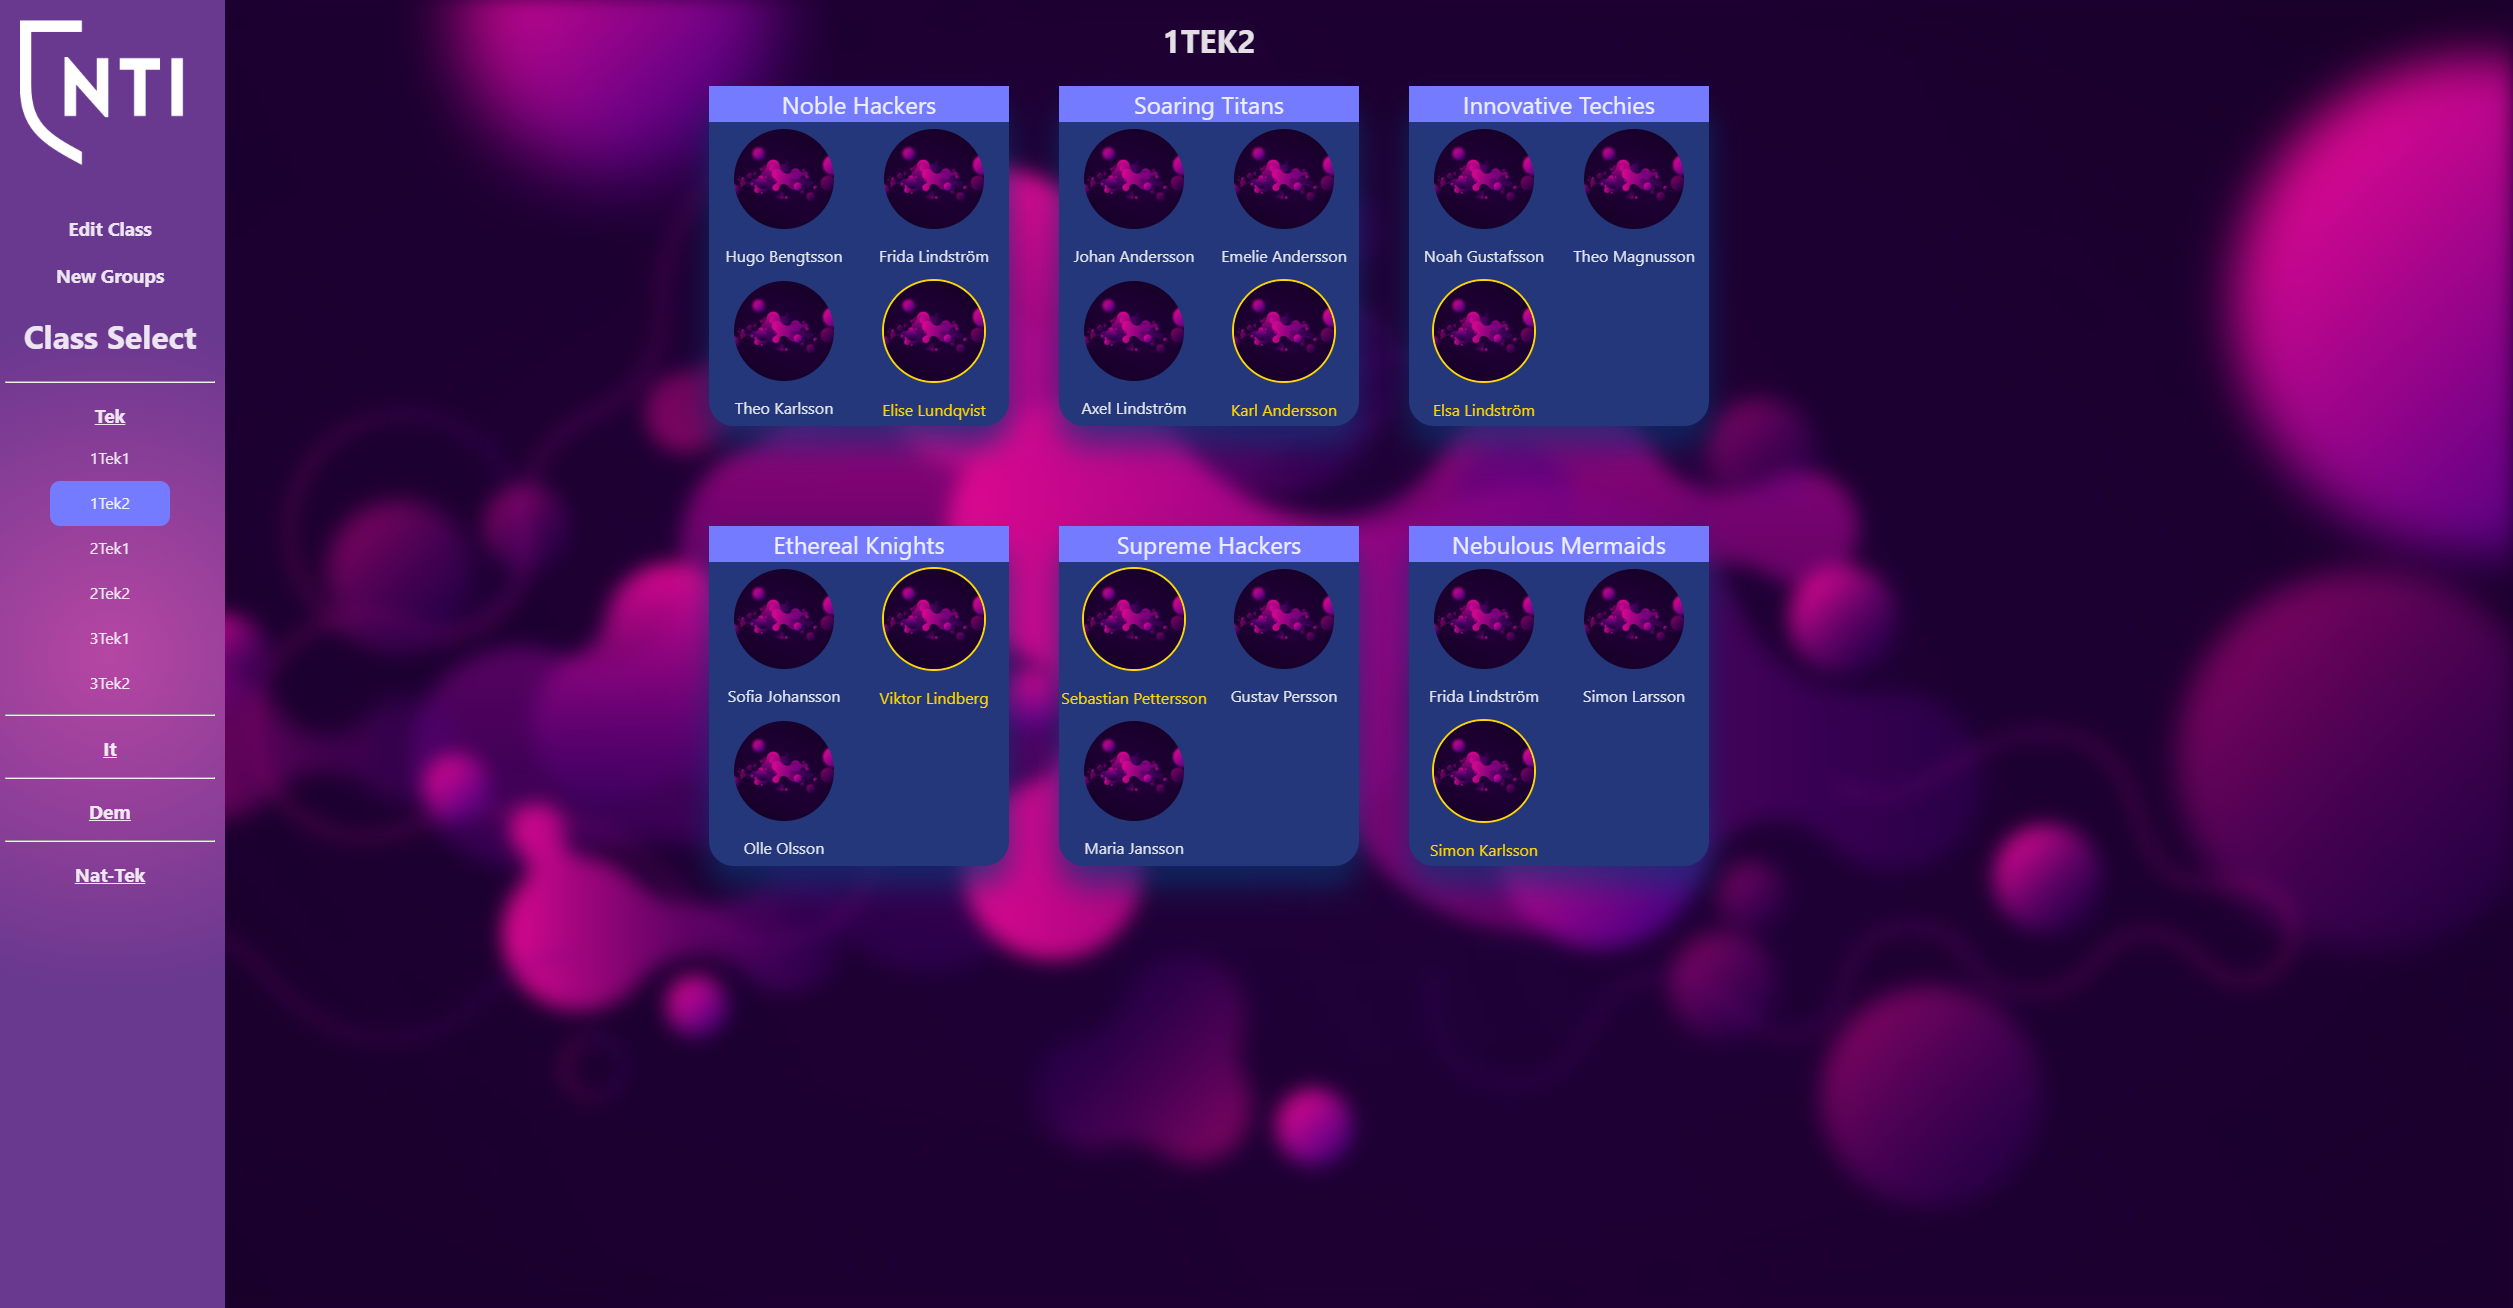 NTI
Edit Class
New Groups
Class Select
Tek
1Tek1
1Tek2
2Tek1
2Tek2
3Tek1
3Tek2
It
Dem
Nat-Tek
1TEK2
Noble Hackers
Hugo Bengtsson
Frida Lindström
Theo Karlsson
Elise Lundqvist
Soaring Titans
Johan Andersson
Emelie Andersson
Axel Lindström
Karl Andersson
Innovative Techies
Noah Gustafsson
Theo Magnusson
Elsa Lindström
Ethereal Knights
Sofia Johansson
Viktor Lindberg
Olle Olsson
Supreme Hackers
Sebastian Pettersson
Gustav Persson
Maria Jansson
Nebulous Mermaids
Frida Lindström
Simon Larsson
Simon Karlsson